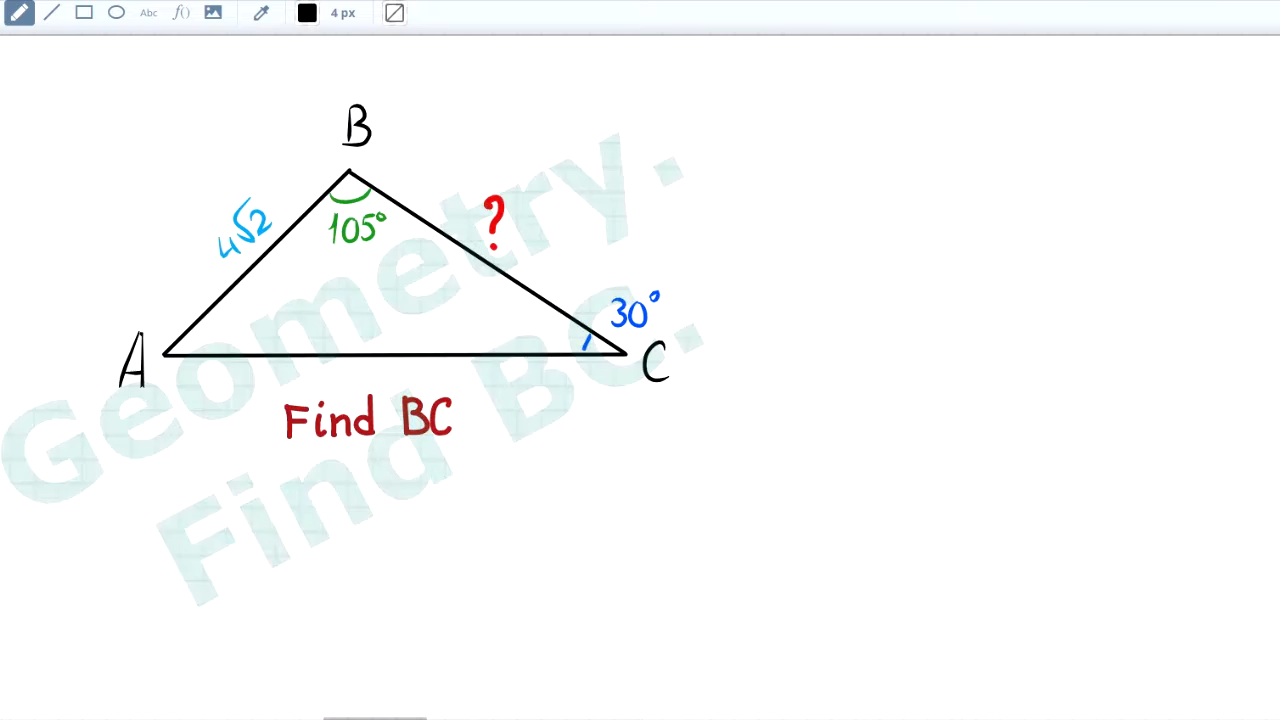 Abc f() 4 px
B
4√2
105°
?
30°
A
C
Find BC
Geometry.
Find BC.